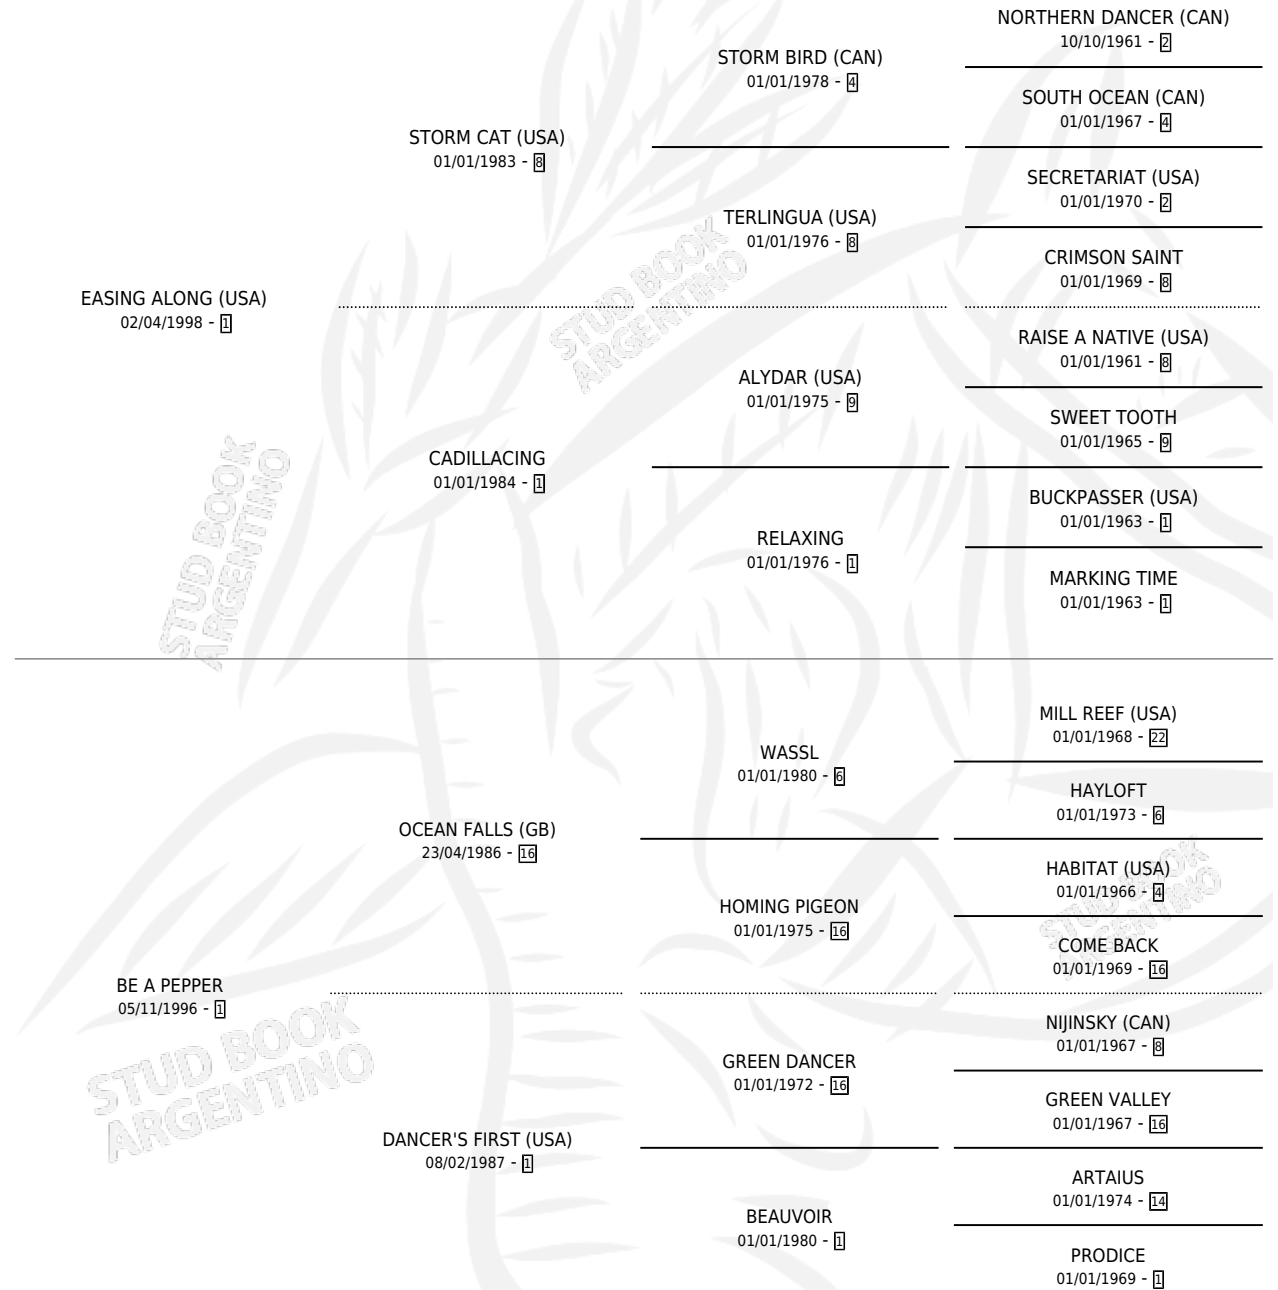 NORTHERN DANCER (CAN)
10/10/1961 - 2
STORM BIRD (CAN)
01/01/1978 - 4
SOUTH OCEAN (CAN)
01/01/1967 - 4
STORM CAT (USA)
01/01/1983 - 8
SECRETARIAT (USA)
01/01/1970 - 2
TERLINGUA (USA)
01/01/1976 - 8
CRIMSON SAINT
01/01/1969 - 8
EASING ALONG (USA)
02/04/1998 - 1
RAISE A NATIVE (USA)
01/01/1961 - 8
ALYDAR (USA)
01/01/1975 - 9
SWEET TOOTH
01/01/1965 - 9
CADILLACING
01/01/1984 - 1
BUCKPASSER (USA)
01/01/1963 - 1
RELAXING
01/01/1976 - 1
MARKING TIME
01/01/1963 - 1
STUD BOOK
ARGENTINO
STUD BOOK
ARGENTINO
MILL REEF (USA)
01/01/1968 - 22
WASSL
01/01/1980 - 6
HAYLOFT
01/01/1973 - 6
OCEAN FALLS (GB)
23/04/1986 - 16
HABITAT (USA)
01/01/1966 - 4
HOMING PIGEON
01/01/1975 - 16
COME BACK
01/01/1969 - 16
STUD BOOK
ARGENTINO
BE A PEPPER
05/11/1996 - 1
NIJINSKY (CAN)
01/01/1967 - 8
GREEN DANCER
01/01/1972 - 16
GREEN VALLEY
01/01/1967 - 16
STUD BOOK
ARGENTINO
DANCER'S FIRST (USA)
08/02/1987 - 1
ARTAIUS
01/01/1974 - 14
BEAUVOIR
01/01/1980 - 1
PRODICE
01/01/1969 - 1